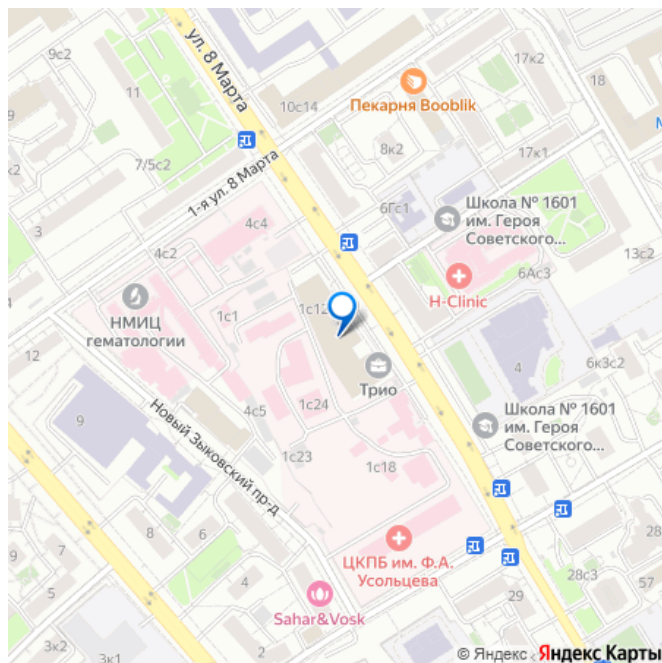 9с2
17к2
18
ул. 8 Марта
11
10с14
Пекарня Booblik
М
7/5с2
8к2
17к1
1-я ул. 8 Марта
6Гс1
Школа № 1601
им. Героя
Советского...
3
4с4
4с2
13с2
6Ас3
H-Clinic
НМИЦ
гематологии
1с1
1с12
12
Трио
4
6к3с2
9
4с5
1с24
Школа № 1601
им. Героя
Советского...
Новый Зыковский пр-д
1с23
1с18
8
6
7
9
ЦКПБ им. Ф.А.
Усольцева
5
4
28с3
57
Sahar&Vosk
29
3к2
3к1
2
© Яндекс Яндекс Карты